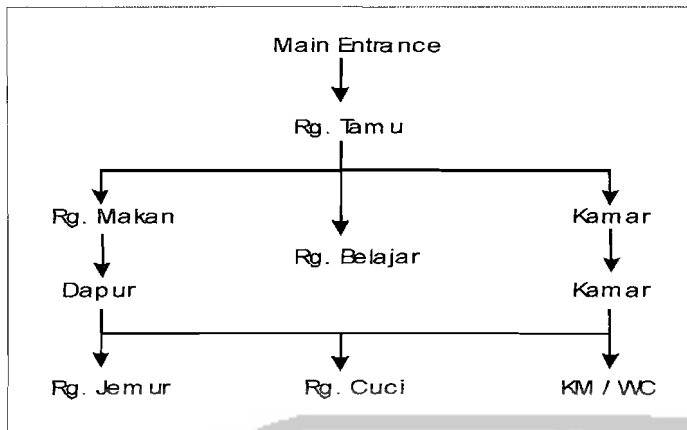 Main Entrance
Rg. Tamu
Rg. Makan
Kamar
Rg. Belajar
Dapur
Kamar
Rg. Jemur
Rg. Cuci
KM / WC